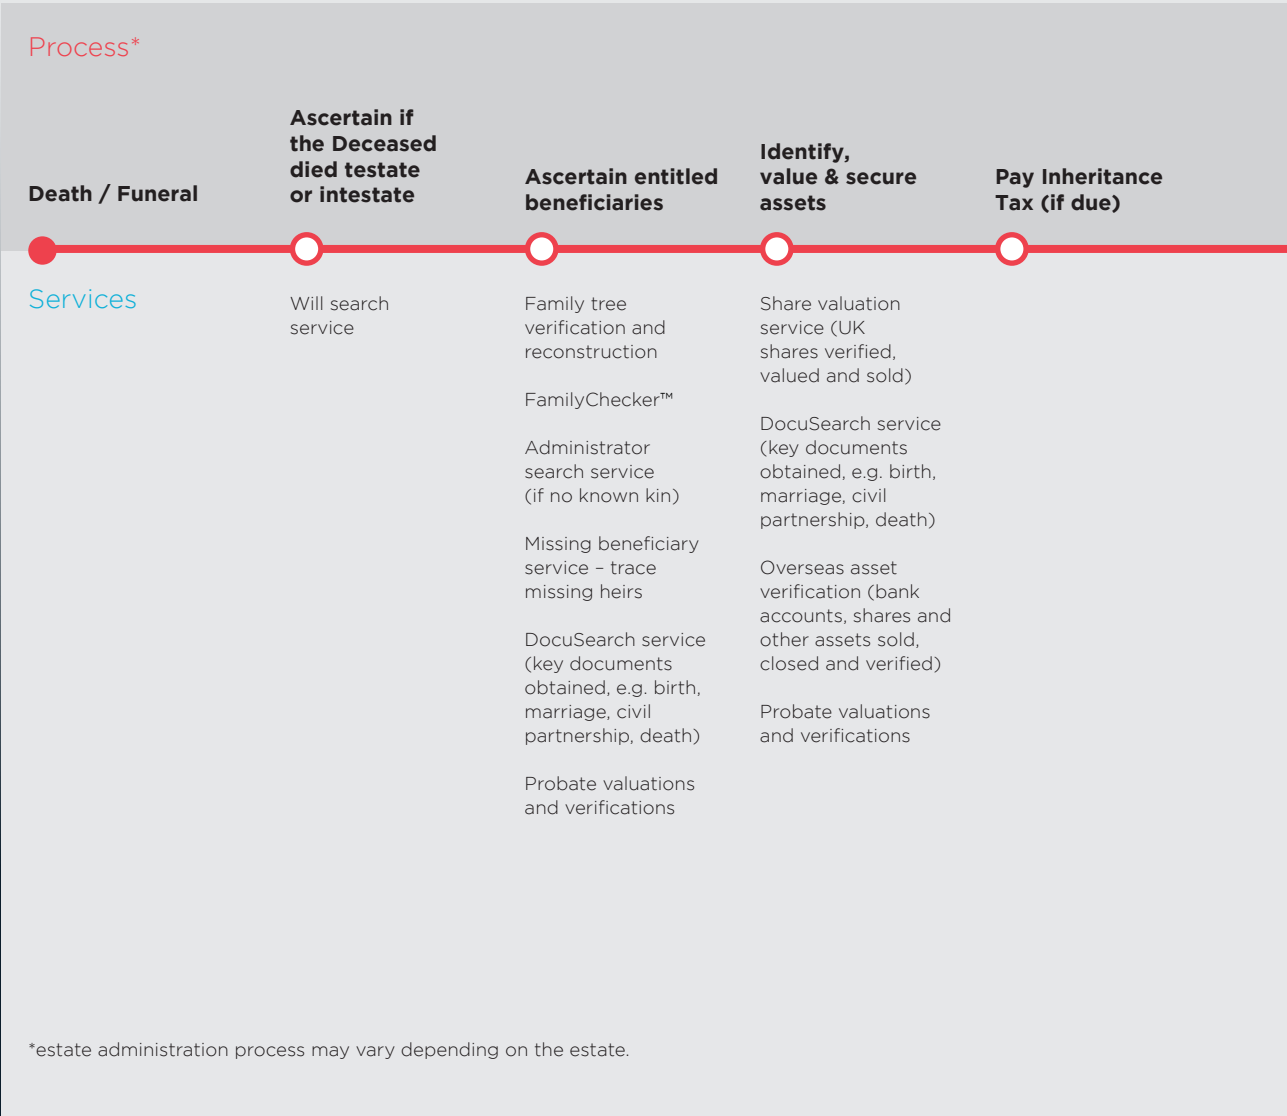 Process*
Death / Funeral
Ascertain if
the Deceased
died testate
or intestate
Ascertain entitled
beneficiaries
Identify,
value & secure
assets
Pay Inheritance
Tax (if due)
Services
Will search
service
Family tree
verification and
reconstruction
FamilyChecker™
Administrator
search service
(if no known kin)
Missing beneficiary
service – trace
missing heirs
DocuSearch service
(key documents
obtained, e.g. birth,
marriage, civil
partnership, death)
Probate valuations
and verifications
Share valuation
service (UK
shares verified,
valued and sold)
DocuSearch service
(key documents
obtained, e.g. birth,
marriage, civil
partnership, death)
Overseas asset
verification (bank
accounts, shares and
other assets sold,
closed and verified)
Probate valuations
and verifications
*estate administration process may vary depending on the estate.